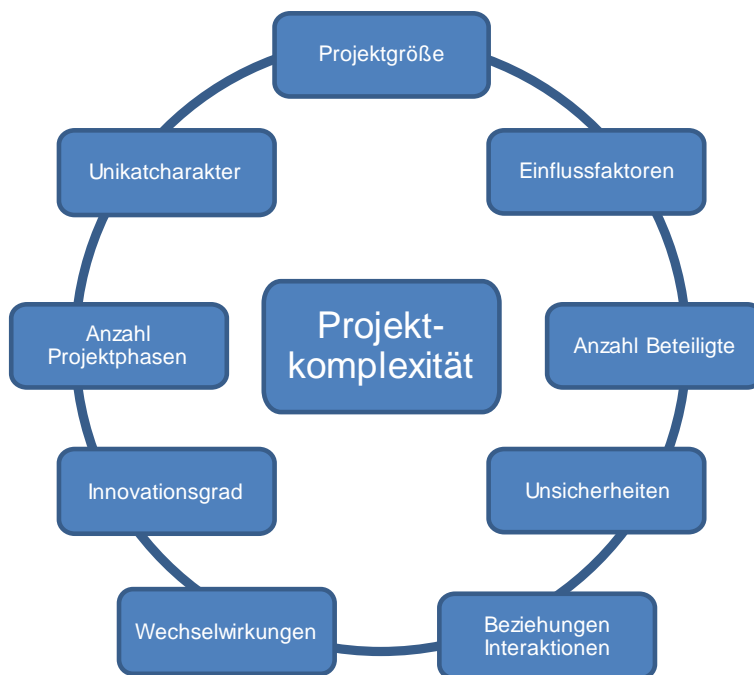 Projektgröße
Unikatcharakter
Einflussfaktoren
Anzahl
Projektphasen
Projekt-
komplexität
Anzahl Beteiligte
Innovationsgrad
Unsicherheiten
Wechselwirkungen
Beziehungen
Interaktionen